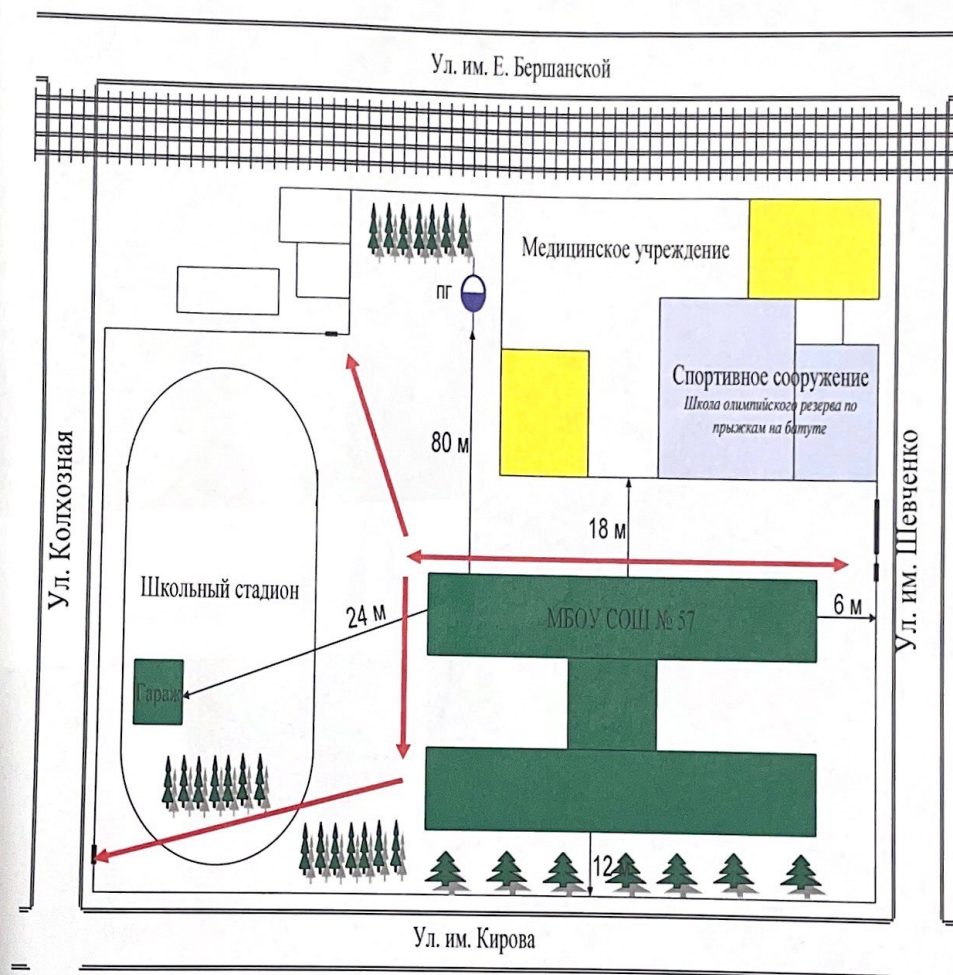 Ул. им. Е. Бершанской
Медицинское учреждение
пг
Спортивное сооружение
Школа олимпийского резерва по
прыжкам на батуте
80 м
18 м
Ул. Колхозная
Ул. им. Шевченко
Школьный стадион
24 м
МБОУ СОШ № 57
6 м
Гараж
12 м
Ул. им. Кирова